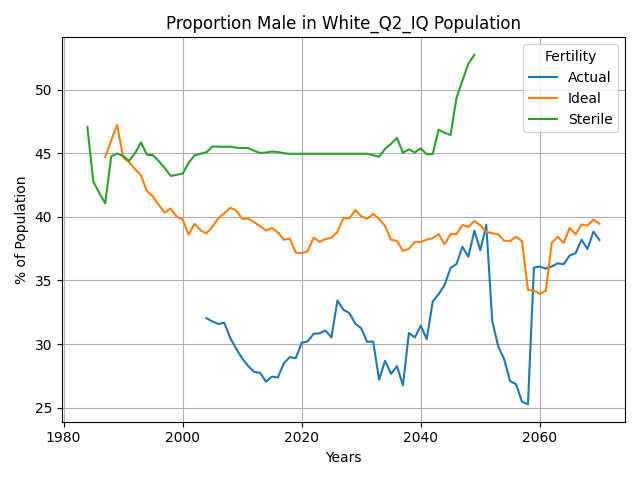 Proportion Male in White_Q2_IQ Population
% of Population
50
45
40
35
30
25
1980
2000
2020
2040
2060
Years
Fertility
Actual
Ideal
Sterile